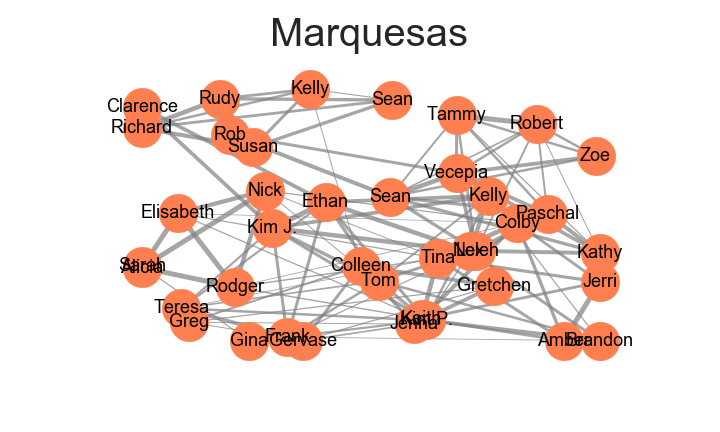 Marquesas
Kelly
Rudy
Sean
Clarence
Richard
Tammy
Robert
Rob
Susan
Zoe
Vecepia
Nick
Sean
Kelly
Ethan
Elisabeth
Paschal
Colby
Kim J.
Neleh
Kathy
Tina
Colleen
Sarah
Alicia
Tom
Jerri
Rodger
Gretchen
Teresa
Greg
Keith
Jenna
Frank
Gina
Gervase
Amber
Brandon